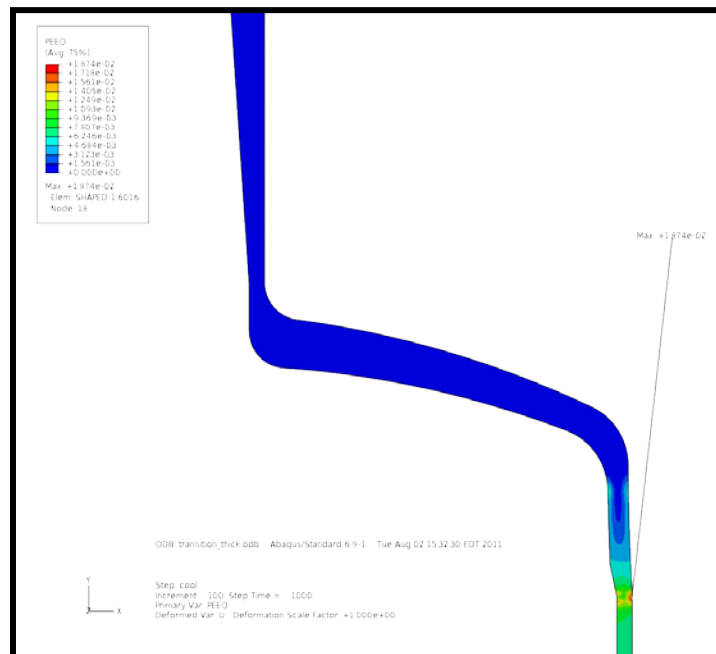 PEEQ
(Avg: 75%)
+1.874e-02
+1.718e-02
+1.561e-02
+1.405e-02
+1.249e-02
+1.093e-02
+9.369e-03
+7.807e-03
+6.246e-03
+4.684e-03
+3.123e-03
+1.561e-03
+0.000e+00
Max: +1.874e-02
Elem: SHAPED-1.6016
Node: 18
Max: +1.874e-02
ODB: transition_thick.odb Abaqus/Standard 6.9-1 Tue Aug 02 15:32:30 EDT 2011
Y
Z X
Step: cool
Increment 100: Step Time = 1000.
Primary Var: PEEQ
Deformed Var: U Deformation Scale Factor: +1.000e+00